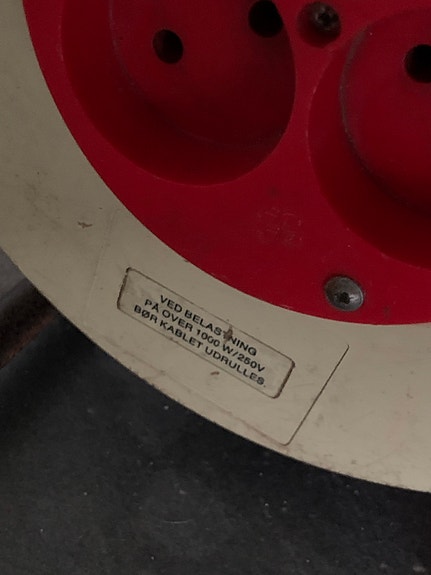 VED BELASTNING
PÅ OVER 1000 W/250V
BØR KABLET UDRULLES.